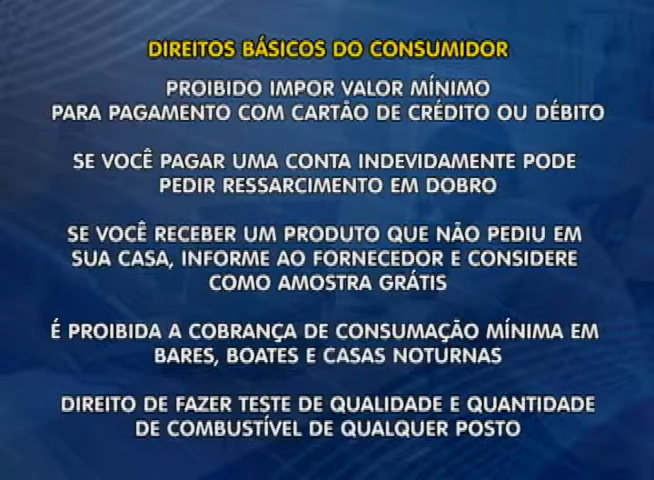 DIREITOS BÁSICOS DO CONSUMIDOR
PROIBIDO IMPOR VALOR MÍNIMO
PARA PAGAMENTO COM CARTÃO DE CRÉDITO OU DÉBITO
SE VOCÊ PAGAR UMA CONTA INDEVIDAMENTE PODE
PEDIR RESSARCIMENTO EM DOBRO
SE VOCÊ RECEBER UM PRODUTO QUE NÃO PEDIU EM
SUA CASA, INFORME AO FORNECEDOR E CONSIDERE
COMO AMOSTRA GRÁTIS
É PROIBIDA A COBRANÇA DE CONSUMAÇÃO MÍNIMA EM
BARES, BOATES E CASAS NOTURNAS
DIREITO DE FAZER TESTE DE QUALIDADE E QUANTIDADE
DE COMBUSTÍVEL DE QUALQUER POSTO